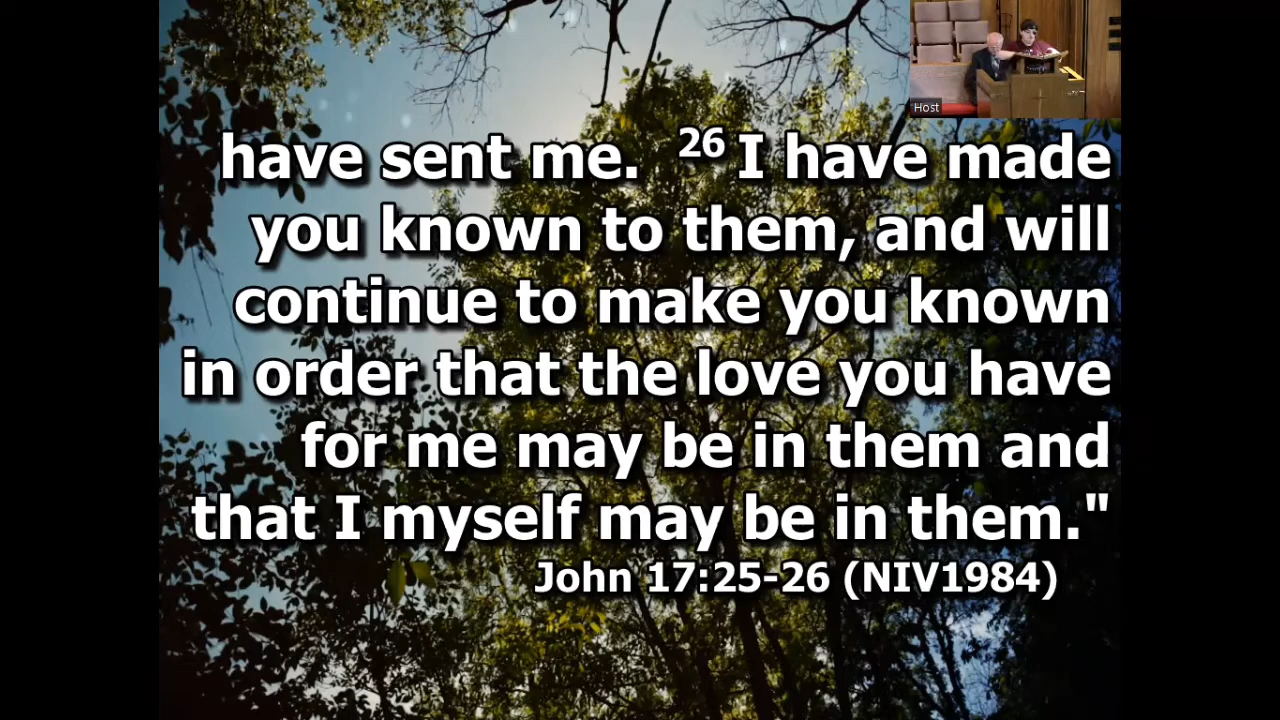 Host
have sent me. 26 I have made
you known to them, and will
continue to make you known
in order that the love you have
for me may be in them and
that I myself may be in them."
John 17:25-26 (NIV1984)